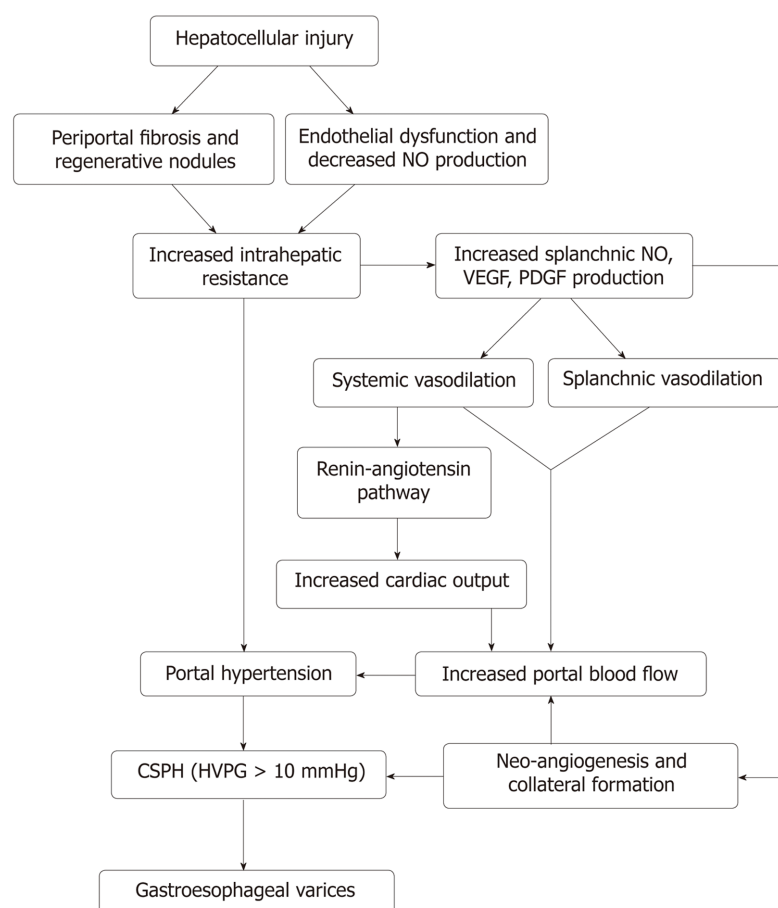 Hepatocellular injury
Periportal fibrosis and
regenerative nodules
Endothelial dysfunction and
decreased NO production
Increased intrahepatic
resistance
Increased splanchnic NO,
VEGF, PDGF production
Systemic vasodilation
Splanchnic vasodilation
Renin-angiotensin
pathway
Increased cardiac output
Portal hypertension
Increased portal blood flow
CSPH (HVPG > 10 mmHg)
Neo-angiogenesis and
collateral formation
Gastroesophageal varices